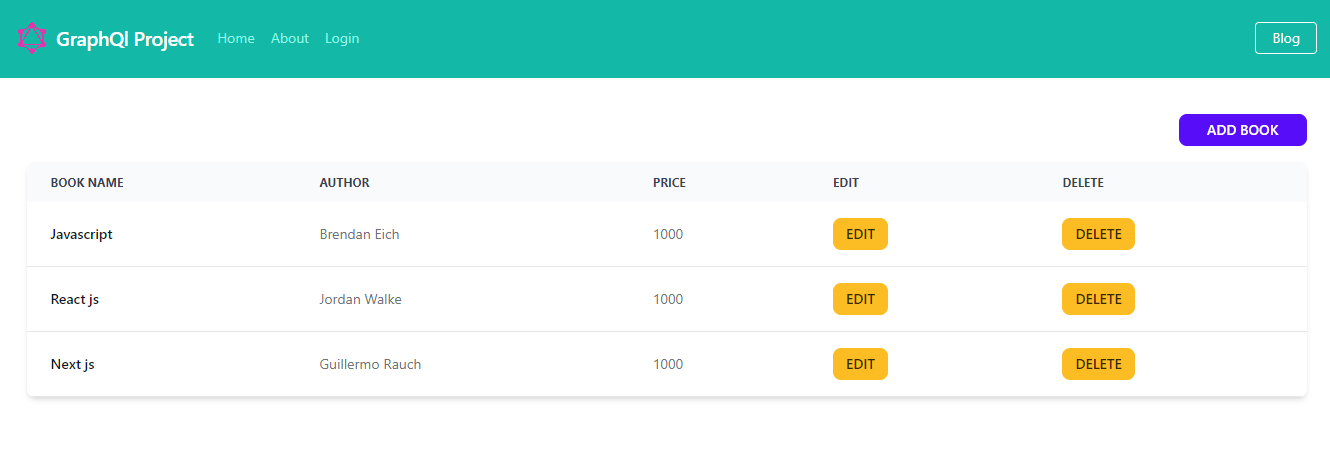 GraphQl Project Home About Login Blog
ADD BOOK
BOOK NAME AUTHOR PRICE EDIT DELETE
Javascript Brendan Eich 1000 EDIT DELETE
React js Jordan Walke 1000 EDIT DELETE
Next js Guillermo Rauch 1000 EDIT DELETE